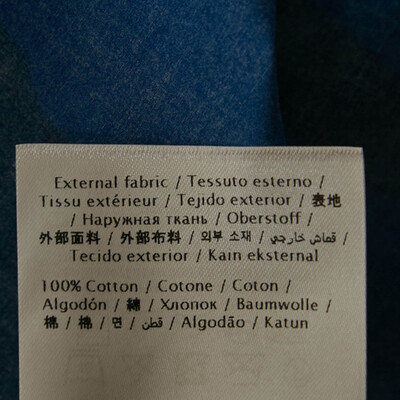 External fabric / Tessuto esterno /
Tissu extérieur / Tejido exterior / 表地
/ Наружная ткань / Oberstoff /
外部面料 / 外部布料 / 외부 소재 / قماش خارجي /
Tecido exterior / Kain eksternal
100% Cotton / Cotone / Coton /
Algodón / 綿 / Хлопок / Baumwolle /
棉 / 棉 / 면 / قطن / Algodão / Katun